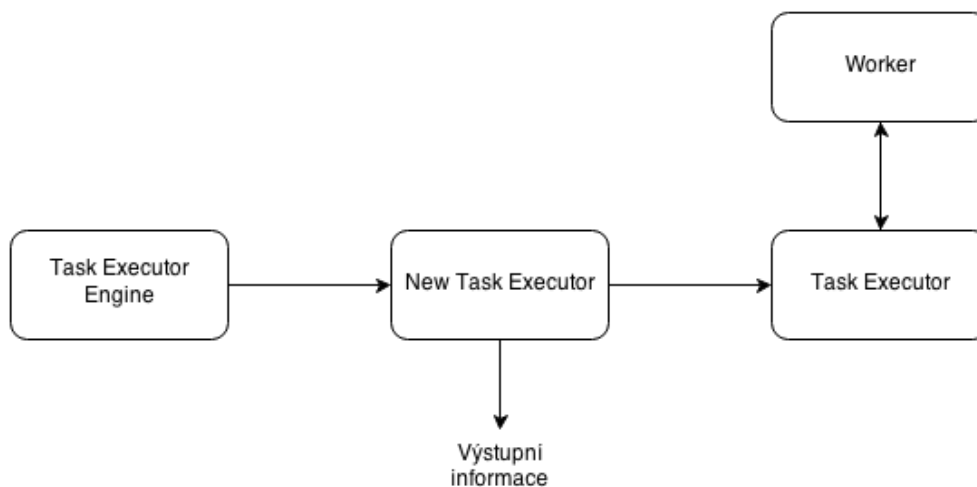 Worker
Task Executor
Engine
New Task Executor
Task Executor
Výstupní
informace